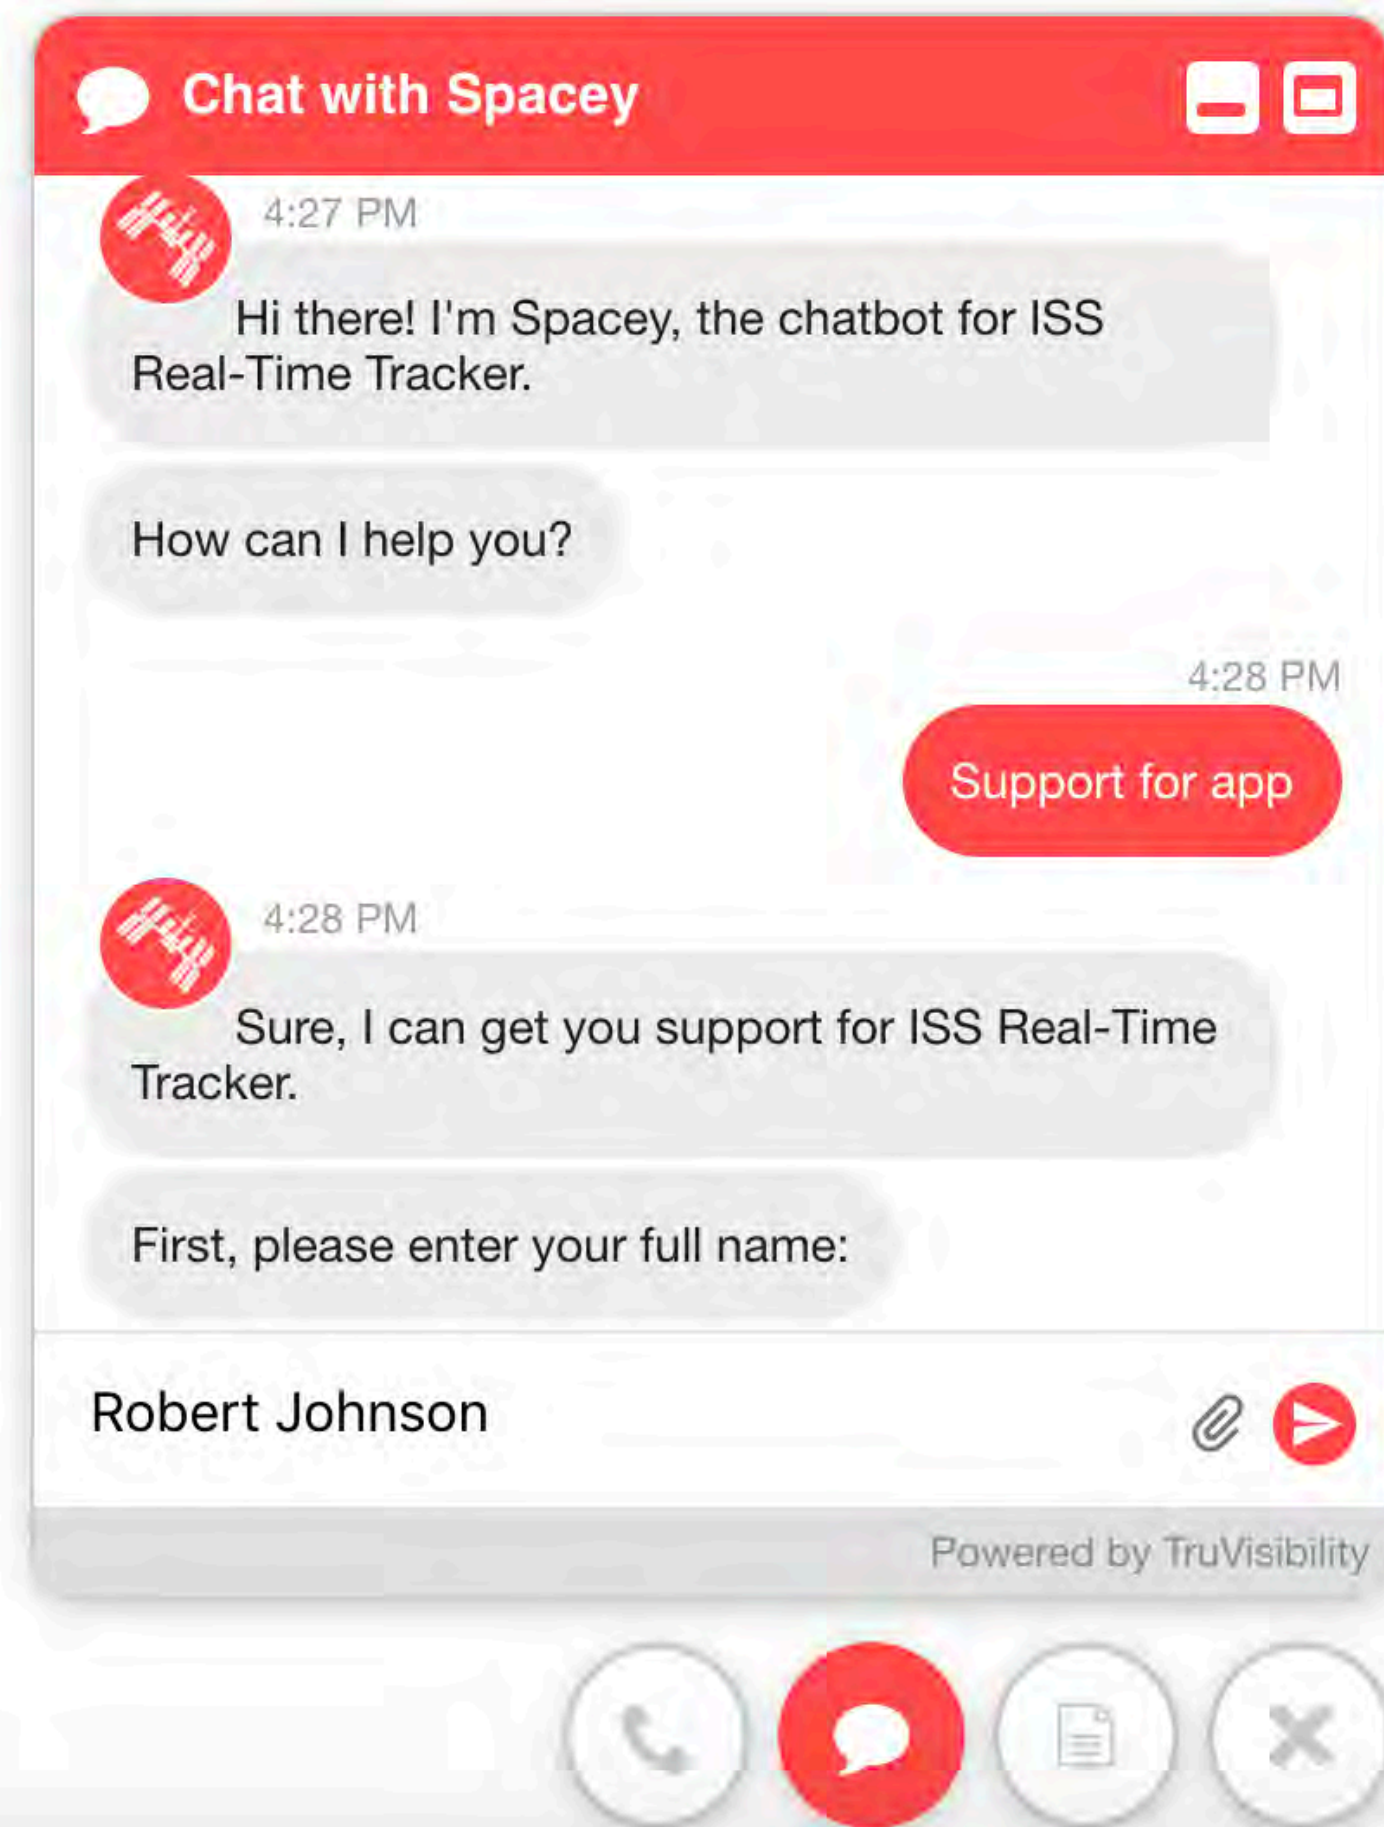 Chat with Spacey
4:27 PM
Hi there! I'm Spacey, the chatbot for ISS
Real-Time Tracker.
How can I help you?
4:28 PM
Support for app
4:28 PM
Sure, I can get you support for ISS Real-Time
Tracker.
First, please enter your full name:
Robert Johnson
Powered by TruVisibility